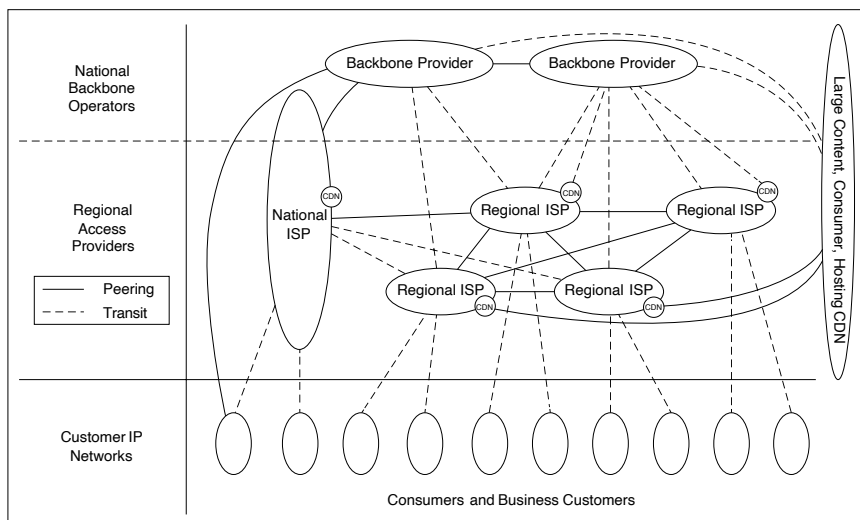 National
Backbone
Operators
Backbone Provider
Backbone Provider
Large Content, Consumer, Hosting CDN
Regional
Access
Providers
CDN
National
ISP
CDN
Regional ISP
CDN
Regional ISP
Regional ISP
CDN
Regional ISP
CDN
Peering
Transit
Customer IP
Networks
Consumers and Business Customers